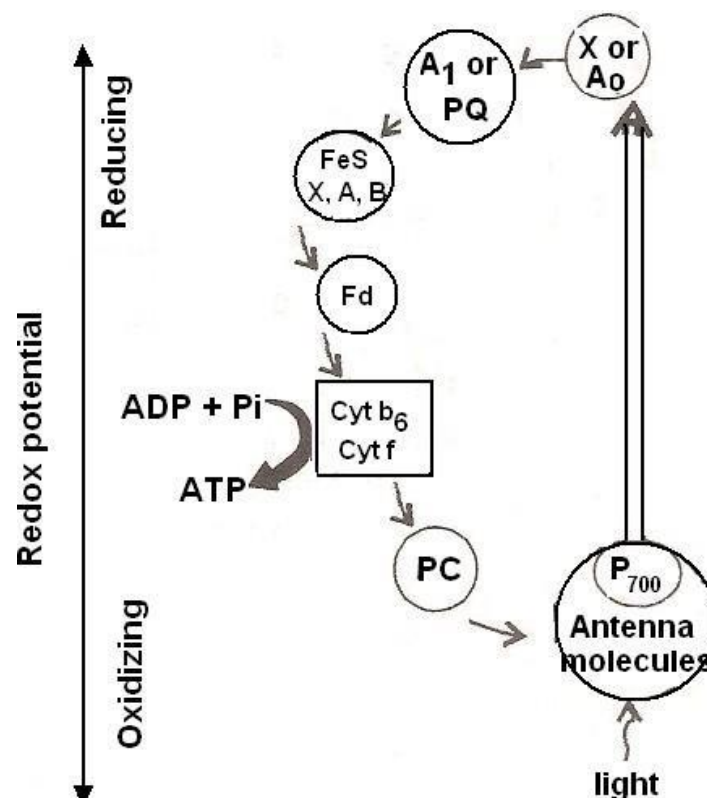 X or
Ao
A1 or
PQ
FeS
X, A, B
Fd
ADP + Pi
ATP
Cyt b6
Cyt f
PC
P700
Antenna
molecules
light
Reducing
Redox potential
Oxidizing